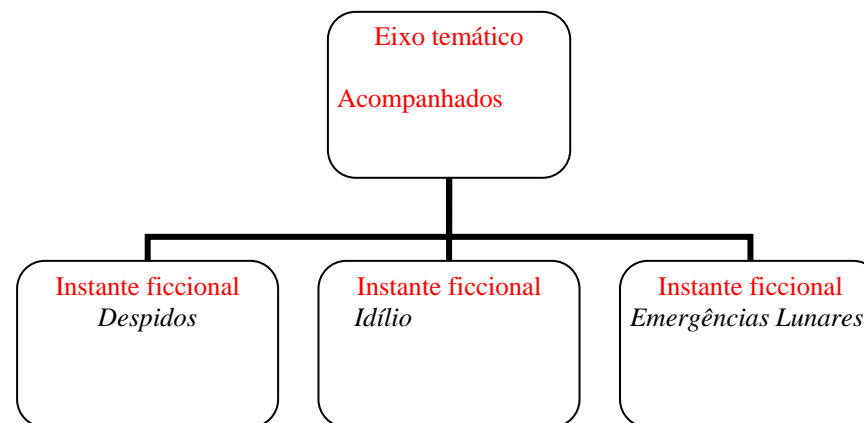 Eixo temático
Acompanhados
Instante ficcional
Despidos
Instante ficcional
Idílio
Instante ficcional
Emergências Lunares